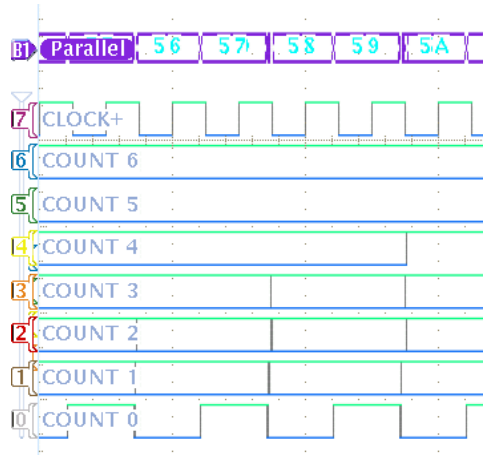 B1 Parallel 56 57 58 59 5A
7 CLOCK+
6 COUNT 6
5 COUNT 5
4 COUNT 4
3 COUNT 3
2 COUNT 2
1 COUNT 1
0 COUNT 0